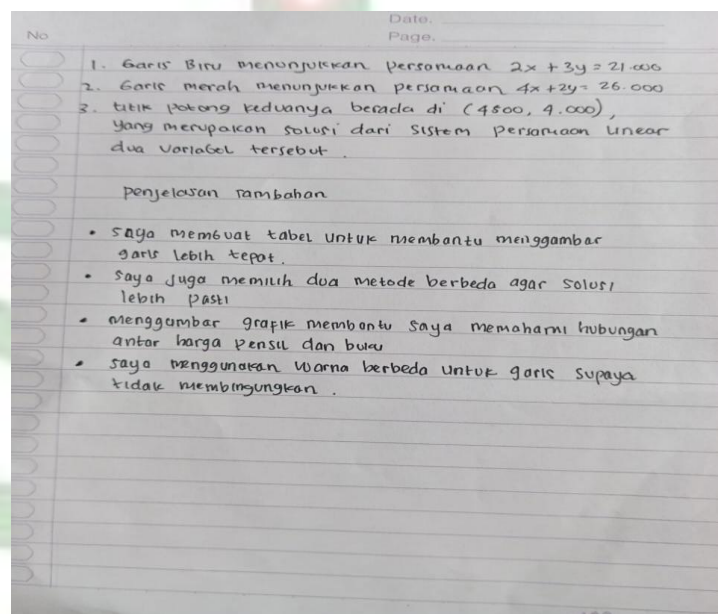 Date.
No
Page.
1. Garis Biru menunjukkan persamaan 2x + 3y = 21.000
2. Garis merah menunjukkan persamaan 4x + 2y = 26.000
3. titik potong keduanya berada di (4500, 4.000),
yang merupakan solusi dari sistem persamaan linear
dua variabel tersebut.
penjelasan Tambahan
• saya membuat tabel untuk membantu menggambar
garis lebih tepat.
• saya juga memilih dua metode berbeda agar solusi
lebih pasti
• menggambar grafik membantu saya memahami hubungan
antar harga pensil dan buku
• saya menggunakan warna berbeda untuk garis supaya
tidak membingungkan.